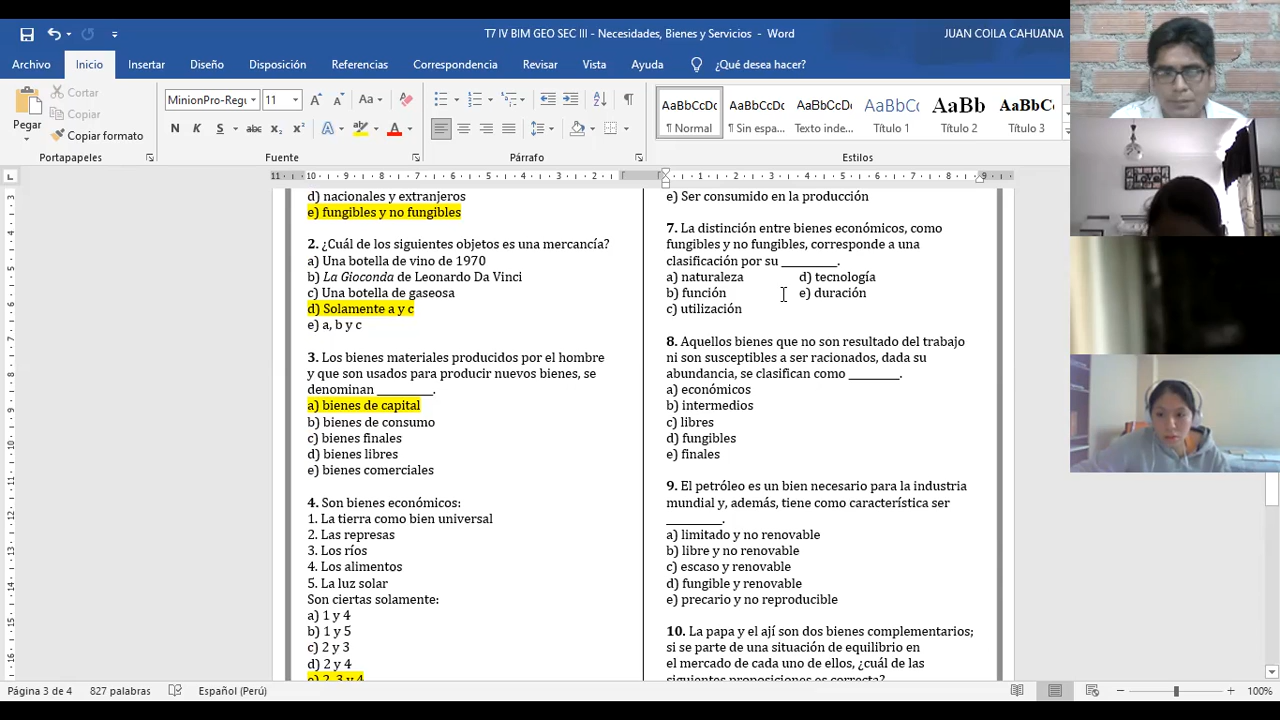 T7 IV BIM GEO SEC III - Necesidades, Bienes y Servicios - Word
JUAN COILA CAHUANA
Archivo Inicio Insertar Diseño Disposición Referencias Correspondencia Revisar Vista Ayuda ¿Qué desea hacer?
Pegar
Cortar
Copiar
Copiar formato
Portapapeles
MinionPro-Regu 11
Fuente
Párrafo
AaBbCcDc AaBbCcDc AaBbCcDc AaBbCc AaBb AaBbCcC
¶ Normal ¶ Sin espa... Texto inde... Título 1 Título 2 Título 3
Estilos
d) nacionales y extranjeros
e) fungibles y no fungibles
2. ¿Cuál de los siguientes objetos es una mercancía?
a) Una botella de vino de 1970
b) La Gioconda de Leonardo Da Vinci
c) Una botella de gaseosa
d) Solamente a y c
e) a, b y c
3. Los bienes materiales producidos por el hombre
y que son usados para producir nuevos bienes, se
denominan _________.
a) bienes de capital
b) bienes de consumo
c) bienes finales
d) bienes libres
e) bienes comerciales
4. Son bienes económicos:
1. La tierra como bien universal
2. Las represas
3. Los ríos
4. Los alimentos
5. La luz solar
Son ciertas solamente:
a) 1 y 4
b) 1 y 5
c) 2 y 3
d) 2 y 4
e) 2, 3 y 4
e) Ser consumido en la producción
7. La distinción entre bienes económicos, como
fungibles y no fungibles, corresponde a una
clasificación por su _________.
a) naturaleza d) tecnología
b) función e) duración
c) utilización
8. Aquellos bienes que no son resultado del trabajo
ni son susceptibles a ser racionados, dada su
abundancia, se clasifican como ________.
a) económicos
b) intermedios
c) libres
d) fungibles
e) finales
9. El petróleo es un bien necesario para la industria
mundial y, además, tiene como característica ser
_________.
a) limitado y no renovable
b) libre y no renovable
c) escaso y renovable
d) fungible y renovable
e) precario y no reproducible
10. La papa y el ají son dos bienes complementarios;
si se parte de una situación de equilibrio en
el mercado de cada uno de ellos, ¿cuál de las
siguientes proposiciones es correcta?
Página 3 de 4 827 palabras Español (Perú) 100%